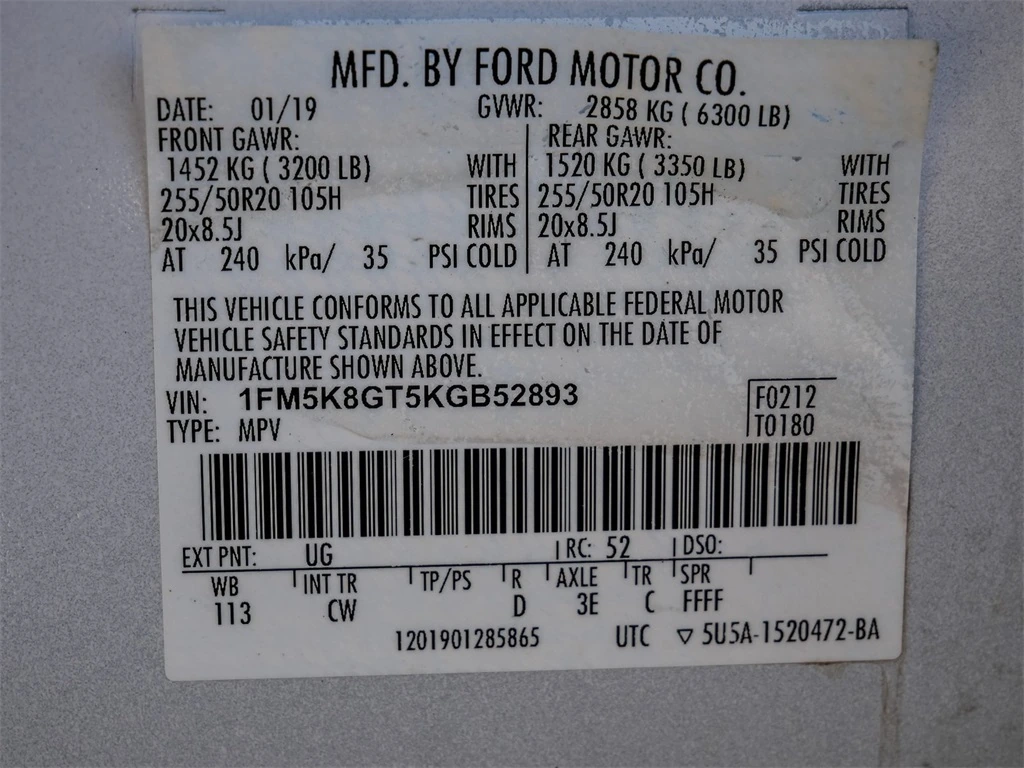 MFD. BY FORD MOTOR CO.
DATE: 01/19 GVWR: 2858 KG ( 6300 LB)
FRONT GAWR: REAR GAWR:
1452 KG ( 3200 LB) WITH 1520 KG ( 3350 LB) WITH
255/50R20 105H TIRES 255/50R20 105H TIRES
20x8.5J RIMS 20x8.5J RIMS
AT 240 kPa/ 35 PSI COLD AT 240 kPa/ 35 PSI COLD
THIS VEHICLE CONFORMS TO ALL APPLICABLE FEDERAL MOTOR
VEHICLE SAFETY STANDARDS IN EFFECT ON THE DATE OF
MANUFACTURE SHOWN ABOVE.
VIN: 1FM5K8GT5KGB52893 F0212
TYPE: MPV T0180
EXT PNT: UG RC: 52 DSO:
WB INT TR TP/PS R AXLE TR SPR
113 CW D 3E C FFFF
1201901285865 UTC ▽ 5U5A-1520472-BA